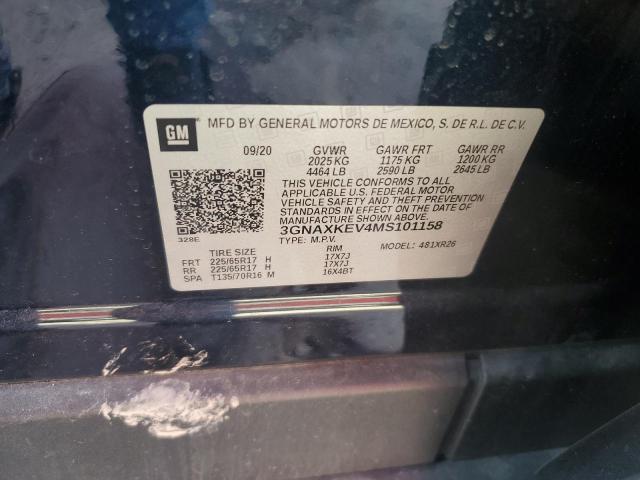 GM MFD BY GENERAL MOTORS DE MEXICO, S. DE R.L. DE C.V.
09/20 GVWR GAWR FRT GAWR RR
2025 KG 1175 KG 1200 KG
4464 LB 2590 LB 2645 LB
THIS VEHICLE CONFORMS TO ALL
APPLICABLE U.S. FEDERAL MOTOR
VEHICLE SAFETY AND THEFT PREVENTION
STANDARDS IN EFFECT ON THE DATE OF
MANUFACTURE SHOWN ABOVE.
328E 3GNAXKEV4MS101158
TYPE: M.P.V. MODEL: 481XR26
TIRE SIZE RIM
FRT 225/65R17 H 17X7J
RR 225/65R17 H 17X7J
SPA T135/70R16 M 16X4BT